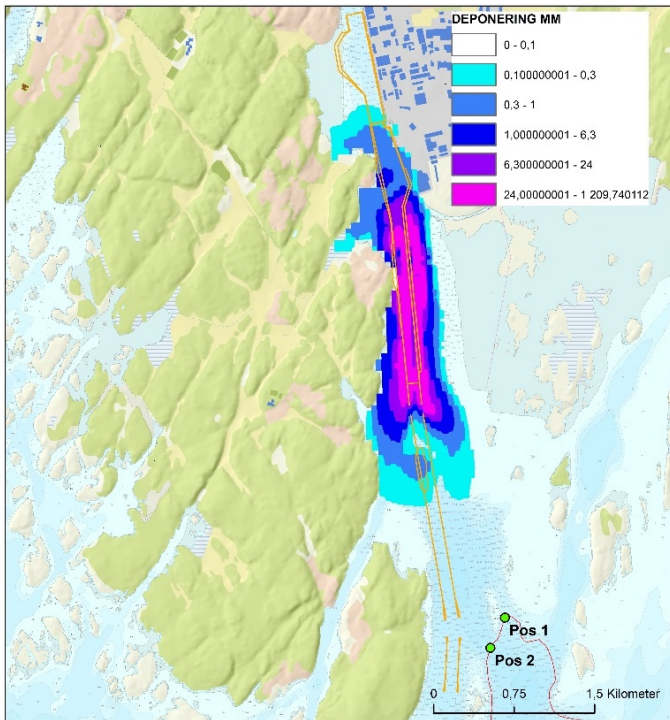 DEPONERING MM
0 - 0,1
0,100000001 - 0,3
0,3 - 1
1,000000001 - 6,3
6,300000001 - 24
24,00000001 - 1 209,740112
Pos 1
Pos 2
0 0,75 1,5 Kilometer